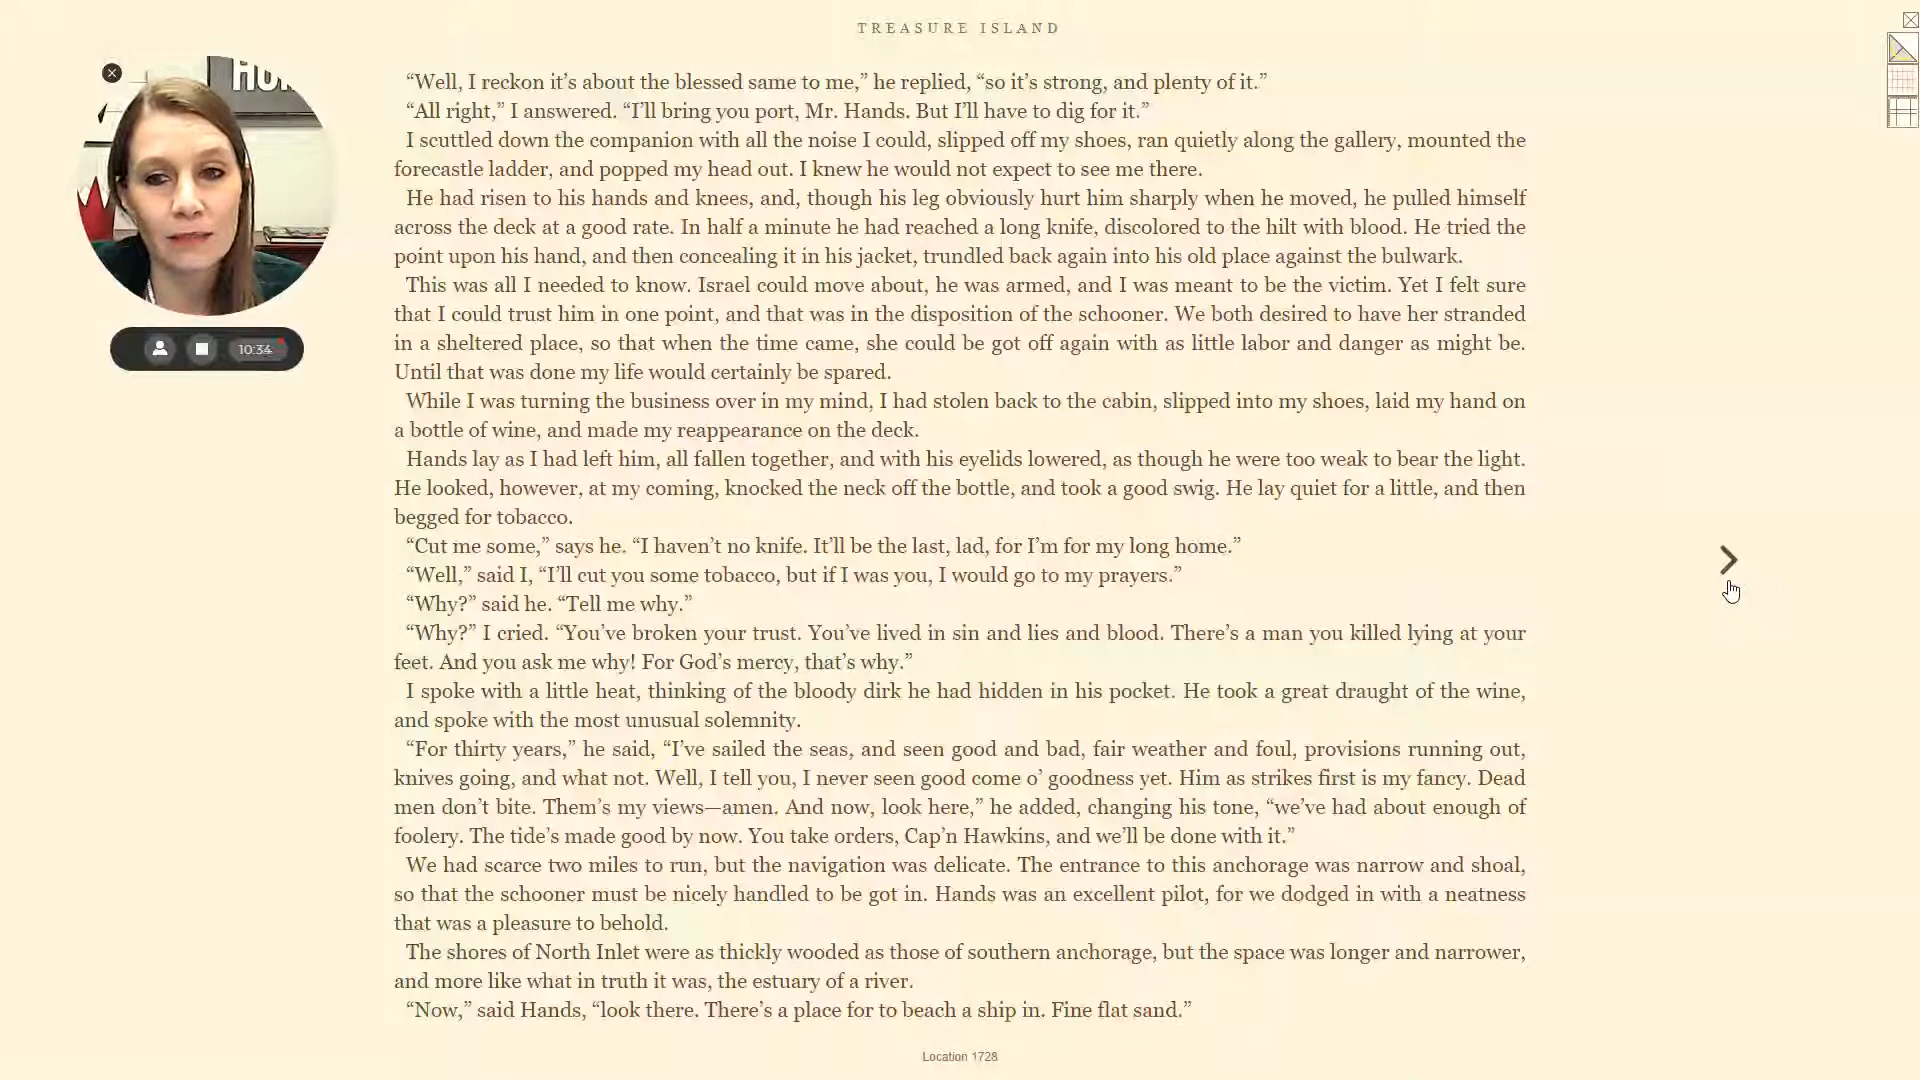 TREASURE ISLAND
“Well, I reckon it’s about the blessed same to me,” he replied, “so it’s strong, and plenty of it.”
“All right,” I answered. “I’ll bring you port, Mr. Hands. But I’ll have to dig for it.”
I scuttled down the companion with all the noise I could, slipped off my shoes, ran quietly along the gallery, mounted the
forecastle ladder, and popped my head out. I knew he would not expect to see me there.
He had risen to his hands and knees, and, though his leg obviously hurt him sharply when he moved, he pulled himself
across the deck at a good rate. In half a minute he had reached a long knife, discolored to the hilt with blood. He tried the
point upon his hand, and then concealing it in his jacket, trundled back again into his old place against the bulwark.
This was all I needed to know. Israel could move about, he was armed, and I was meant to be the victim. Yet I felt sure
that I could trust him in one point, and that was in the disposition of the schooner. We both desired to have her stranded
in a sheltered place, so that when the time came, she could be got off again with as little labor and danger as might be.
Until that was done my life would certainly be spared.
While I was turning the business over in my mind, I had stolen back to the cabin, slipped into my shoes, laid my hand on
a bottle of wine, and made my reappearance on the deck.
Hands lay as I had left him, all fallen together, and with his eyelids lowered, as though he were too weak to bear the light.
He looked, however, at my coming, knocked the neck off the bottle, and took a good swig. He lay quiet for a little, and then
begged for tobacco.
“Cut me some,” says he. “I haven’t no knife. It’ll be the last, lad, for I’m for my long home.”
“Well,” said I, “I’ll cut you some tobacco, but if I was you, I would go to my prayers.”
“Why?” said he. “Tell me why.”
“Why?” I cried. “You’ve broken your trust. You’ve lived in sin and lies and blood. There’s a man you killed lying at your
feet. And you ask me why! For God’s mercy, that’s why.”
I spoke with a little heat, thinking of the bloody dirk he had hidden in his pocket. He took a great draught of the wine,
and spoke with the most unusual solemnity.
“For thirty years,” he said, “I’ve sailed the seas, and seen good and bad, fair weather and foul, provisions running out,
knives going, and what not. Well, I tell you, I never seen good come o’ goodness yet. Him as strikes first is my fancy. Dead
men don’t bite. Them’s my views—amen. And now, look here,” he added, changing his tone, “we’ve had about enough of
foolery. The tide’s made good by now. You take orders, Cap’n Hawkins, and we’ll be done with it.”
We had scarce two miles to run, but the navigation was delicate. The entrance to this anchorage was narrow and shoal,
so that the schooner must be nicely handled to be got in. Hands was an excellent pilot, for we dodged in with a neatness
that was a pleasure to behold.
The shores of North Inlet were as thickly wooded as those of southern anchorage, but the space was longer and narrower,
and more like what in truth it was, the estuary of a river.
“Now,” said Hands, “look there. There’s a place for to beach a ship in. Fine flat sand.”
10:34
Location 1728